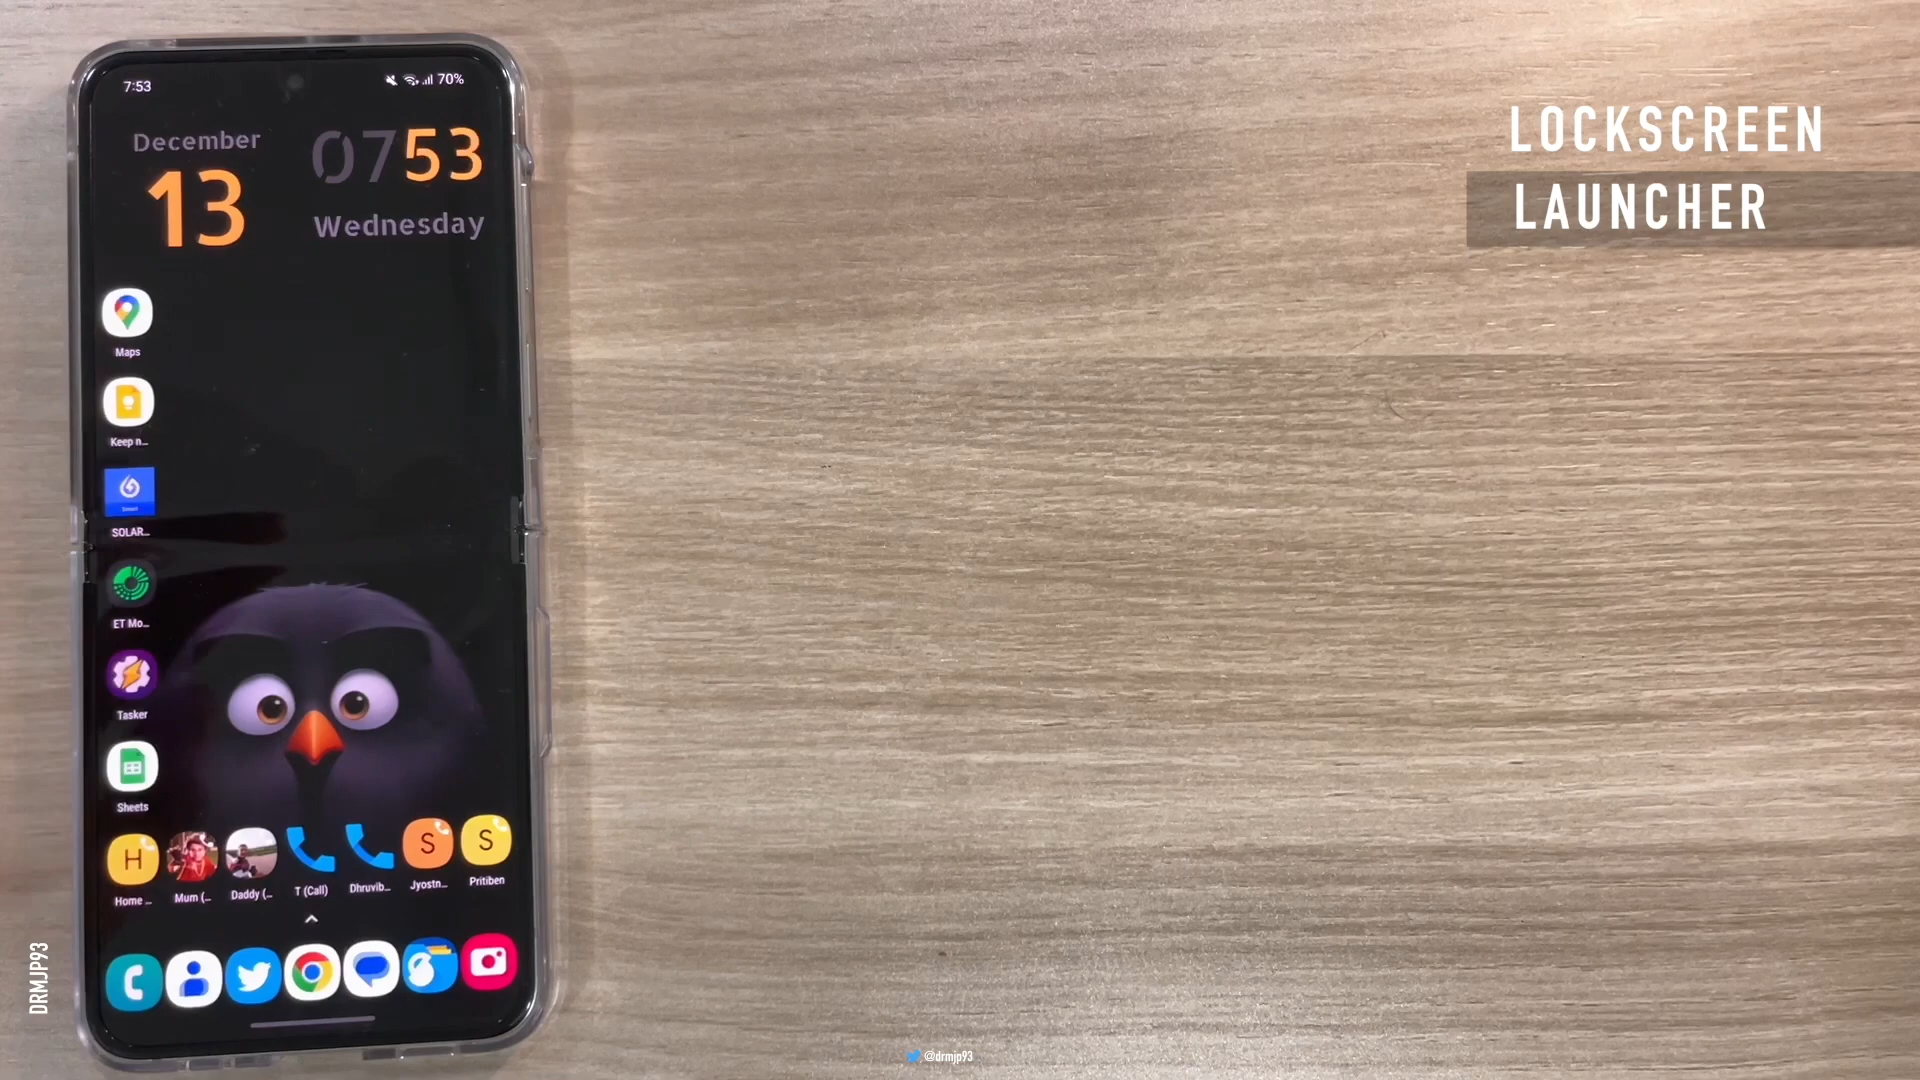 LOCKSCREEN
LAUNCHER
7:53
70%
December
13
0753
Wednesday
Maps
Keep n...
SOLAR...
ET Mo...
Tasker
Sheets
H
S
S
Home ...
Mum (...
Daddy (...
T (Call)
Dhruvib...
Jyostn...
Pritiben
DRMJP93
@drmjp93